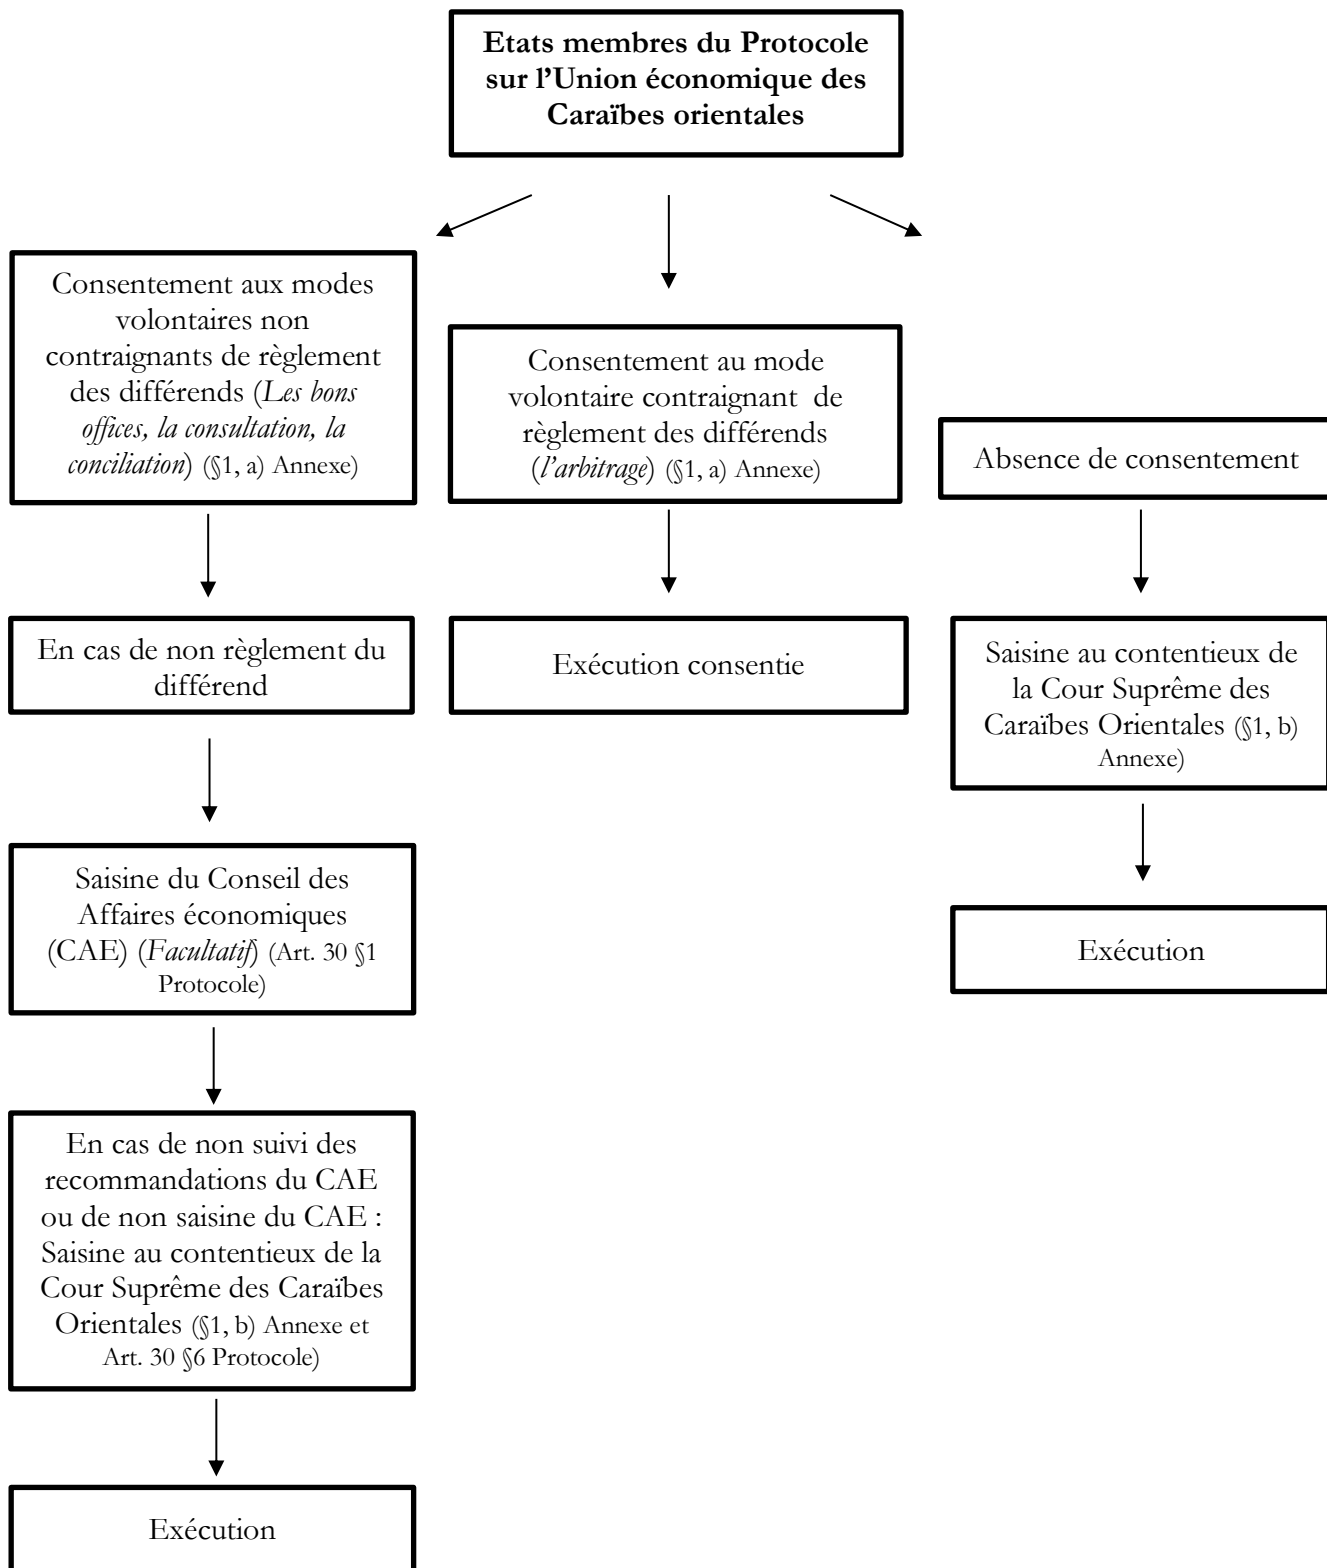 Etats membres du Protocole
sur l’Union économique des
Caraïbes orientales
Consentement aux modes
volontaires non
contraignants de règlement
des différends (Les bons
offices, la consultation, la
conciliation) (§1, a) Annexe)
En cas de non règlement du
différend
Saisine du Conseil des
Affaires économiques
(CAE) (Facultatif) (Art. 30 §1
Protocole)
En cas de non suivi des
recommandations du CAE
ou de non saisine du CAE :
Saisine au contentieux de la
Cour Suprême des Caraïbes
Orientales (§1, b) Annexe et
Art. 30 §6 Protocole)
Exécution
Consentement au mode
volontaire contraignant de
règlement des différends
(l’arbitrage) (§1, a) Annexe)
Exécution consentie
Absence de consentement
Saisine au contentieux de
la Cour Suprême des
Caraïbes Orientales (§1, b)
Annexe)
Exécution